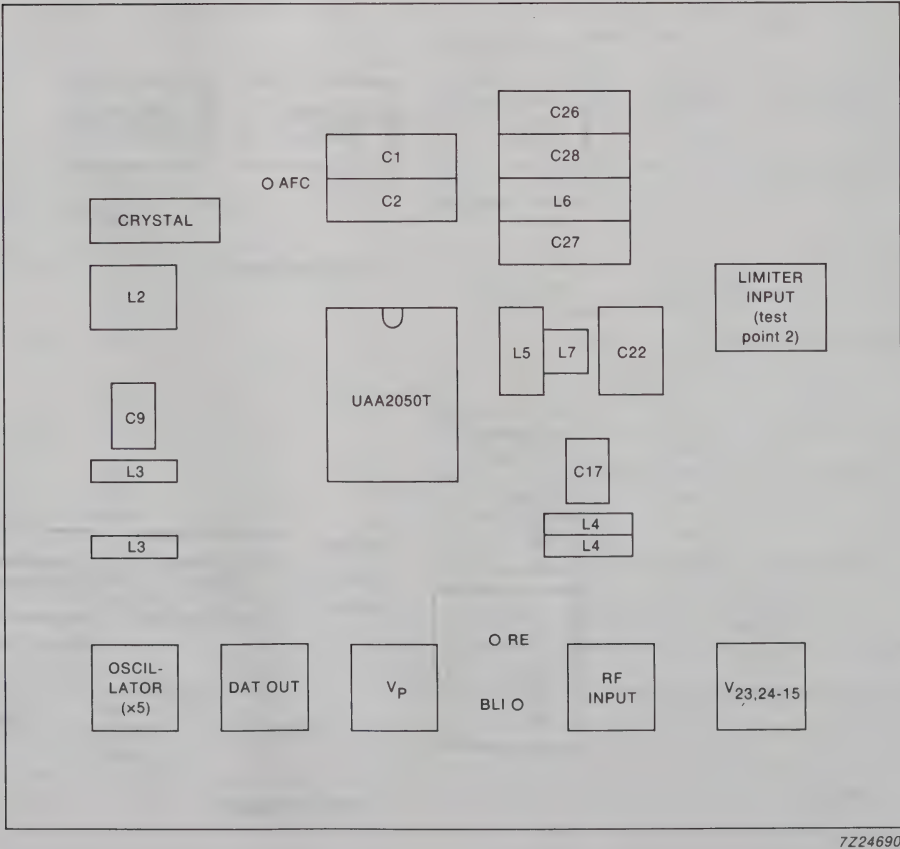 C26
C1
C28
AFC
C2
L6
CRYSTAL
C27
L2
LIMITER
INPUT
(test
point 2)
L5
L7
C22
UAA2050T
C9
L3
C17
L4
L3
L4
RE
OSCIL-
LATOR
(x5)
DAT OUT
VP
BLI
RF
INPUT
V23,24-15
7Z24690